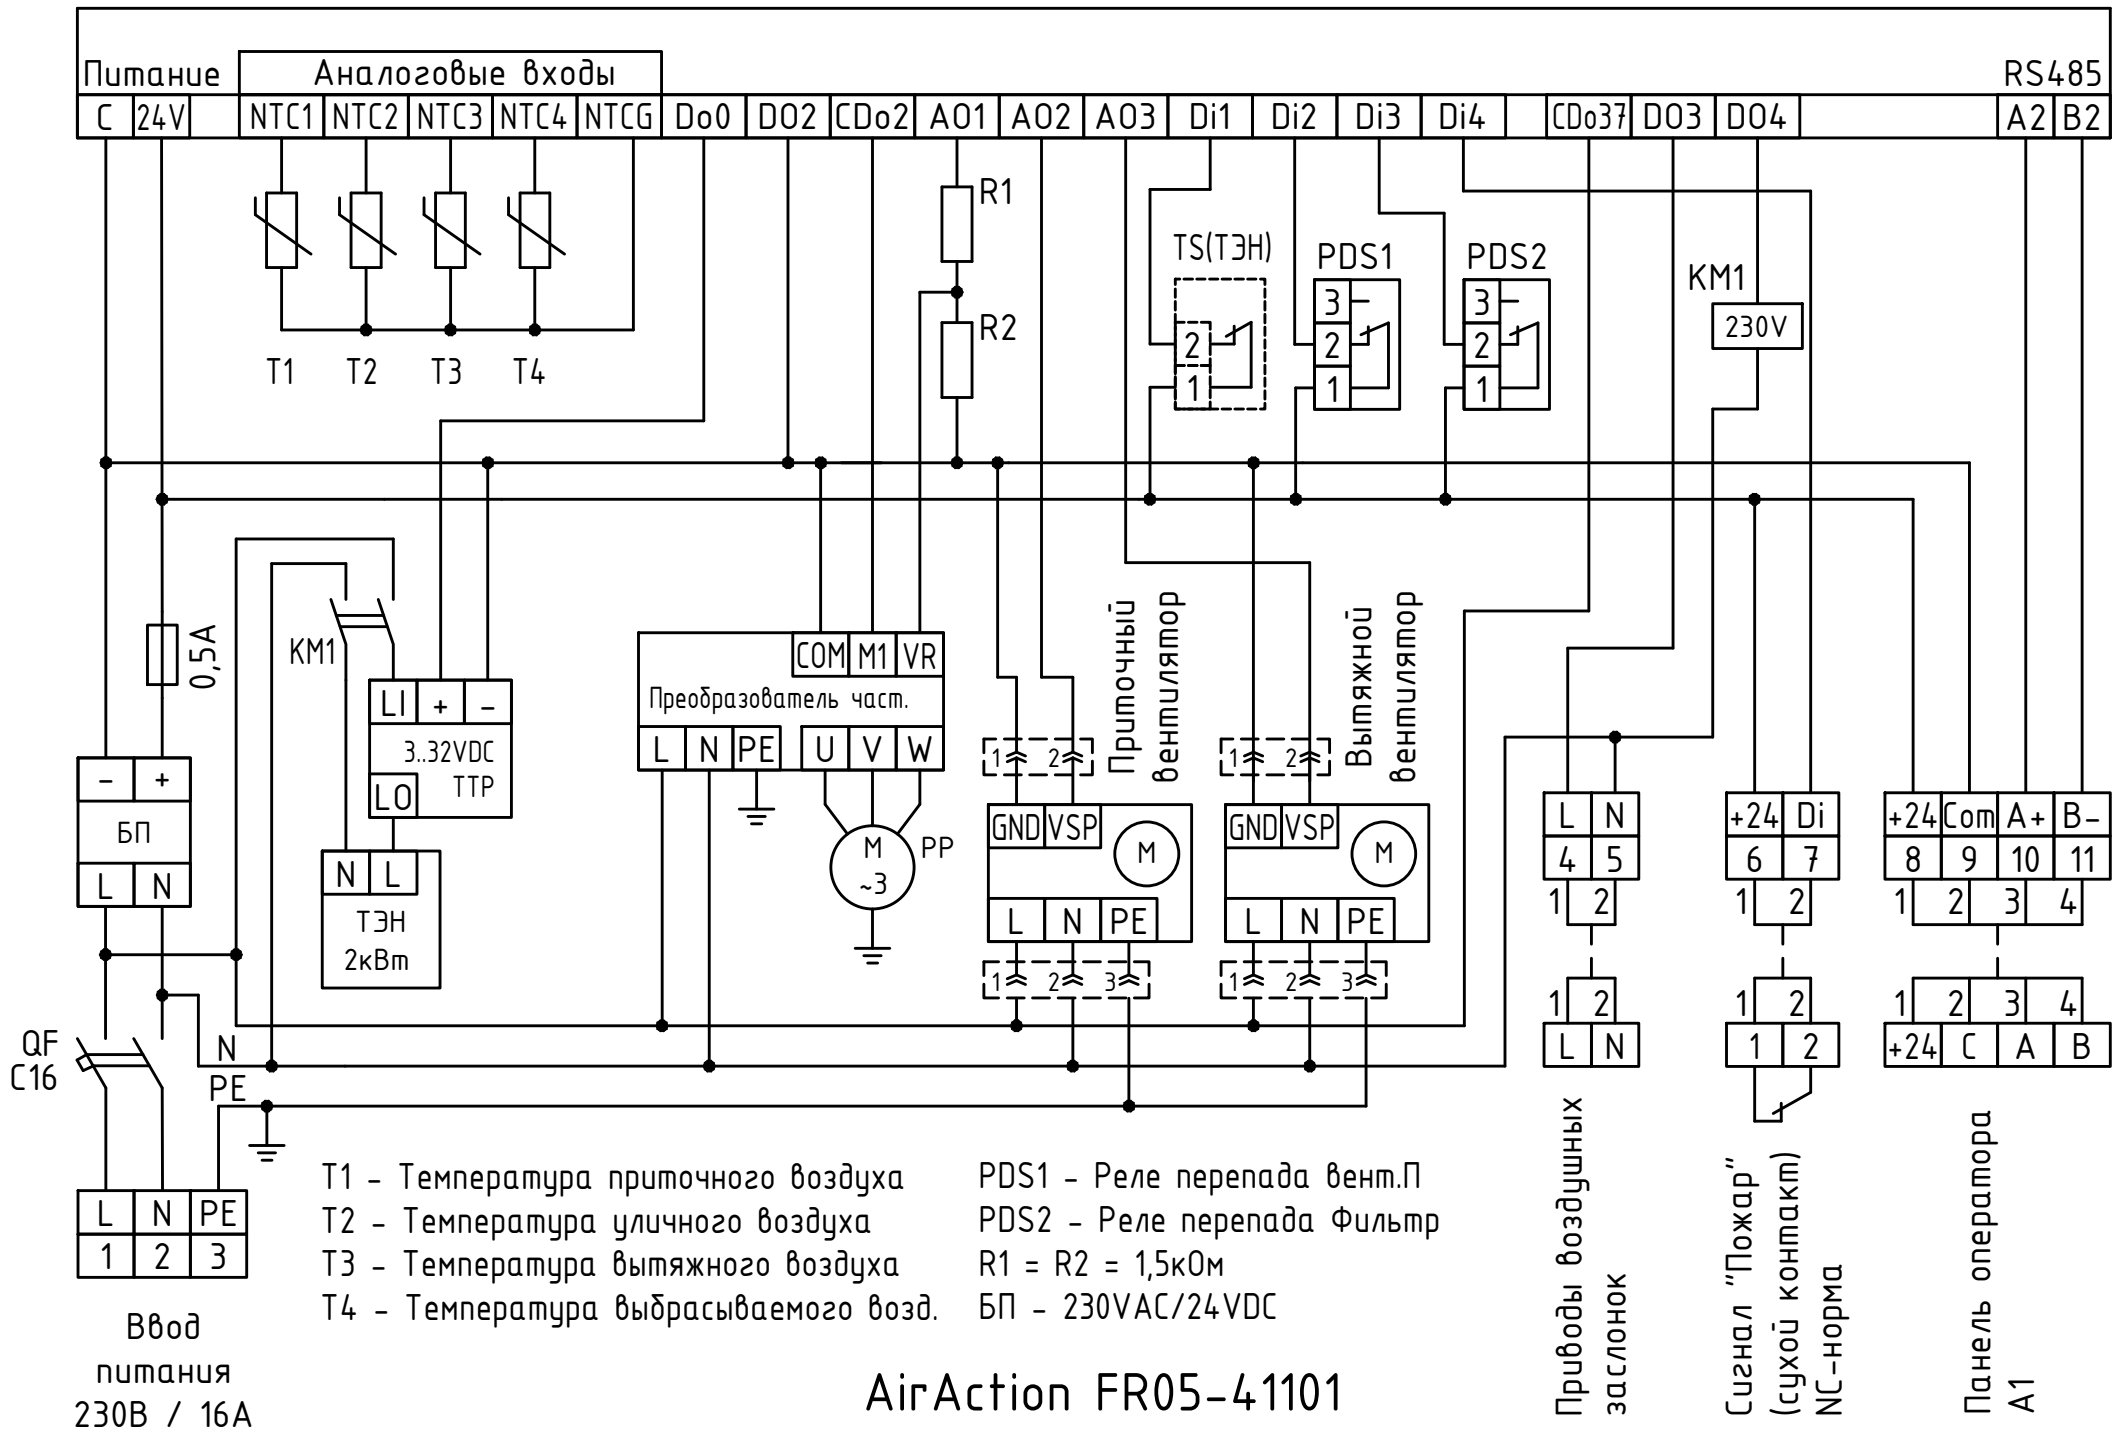 Питание
Аналоговые входы
RS485
C 24V NTC1 NTC2 NTC3 NTC4 NTCG Do0 DO2 CDo2 AO1 AO2 AO3 Di1 Di2 Di3 Di4 CDo37 DO3 DO4 A2 B2
R1
R2
TS(ТЭН)
2
1
PDS1
3
2
1
PDS2
3
2
1
KM1
230V
T1 T2 T3 T4
0,5A
KM1
LI + -
3..32VDC
ТТР
LO
COM M1 VR
Преобразователь част.
L N PE U V W
M
~3
PP
Приточный
вентилятор
1 2
GND VSP
M
L N PE
1 2 3
Вытяжной
вентилятор
1 2
GND VSP
M
L N PE
1 2 3
- +
БП
L N
N L
ТЭН
2кВт
L N
4 5
1 2
1 2
L N
Приводы воздушных
заслонок
+24 Di
6 7
1 2
1 2
1 2
Сигнал "Пожар"
(сухой контакт)
NC-норма
+24 Com A+ B-
8 9 10 11
1 2 3 4
1 2 3 4
+24 C A B
Панель оператора
A1
QF
C16
N
PE
L N PE
1 2 3
Ввод
питания
230В / 16А
T1 - Температура приточного воздуха
T2 - Температура уличного воздуха
T3 - Температура вытяжного воздуха
T4 - Температура выбрасываемого возд.
PDS1 - Реле перепада вент.П
PDS2 - Реле перепада Фильтр
R1 = R2 = 1,5кОм
БП - 230VAC/24VDC
AirAction FR05-41101